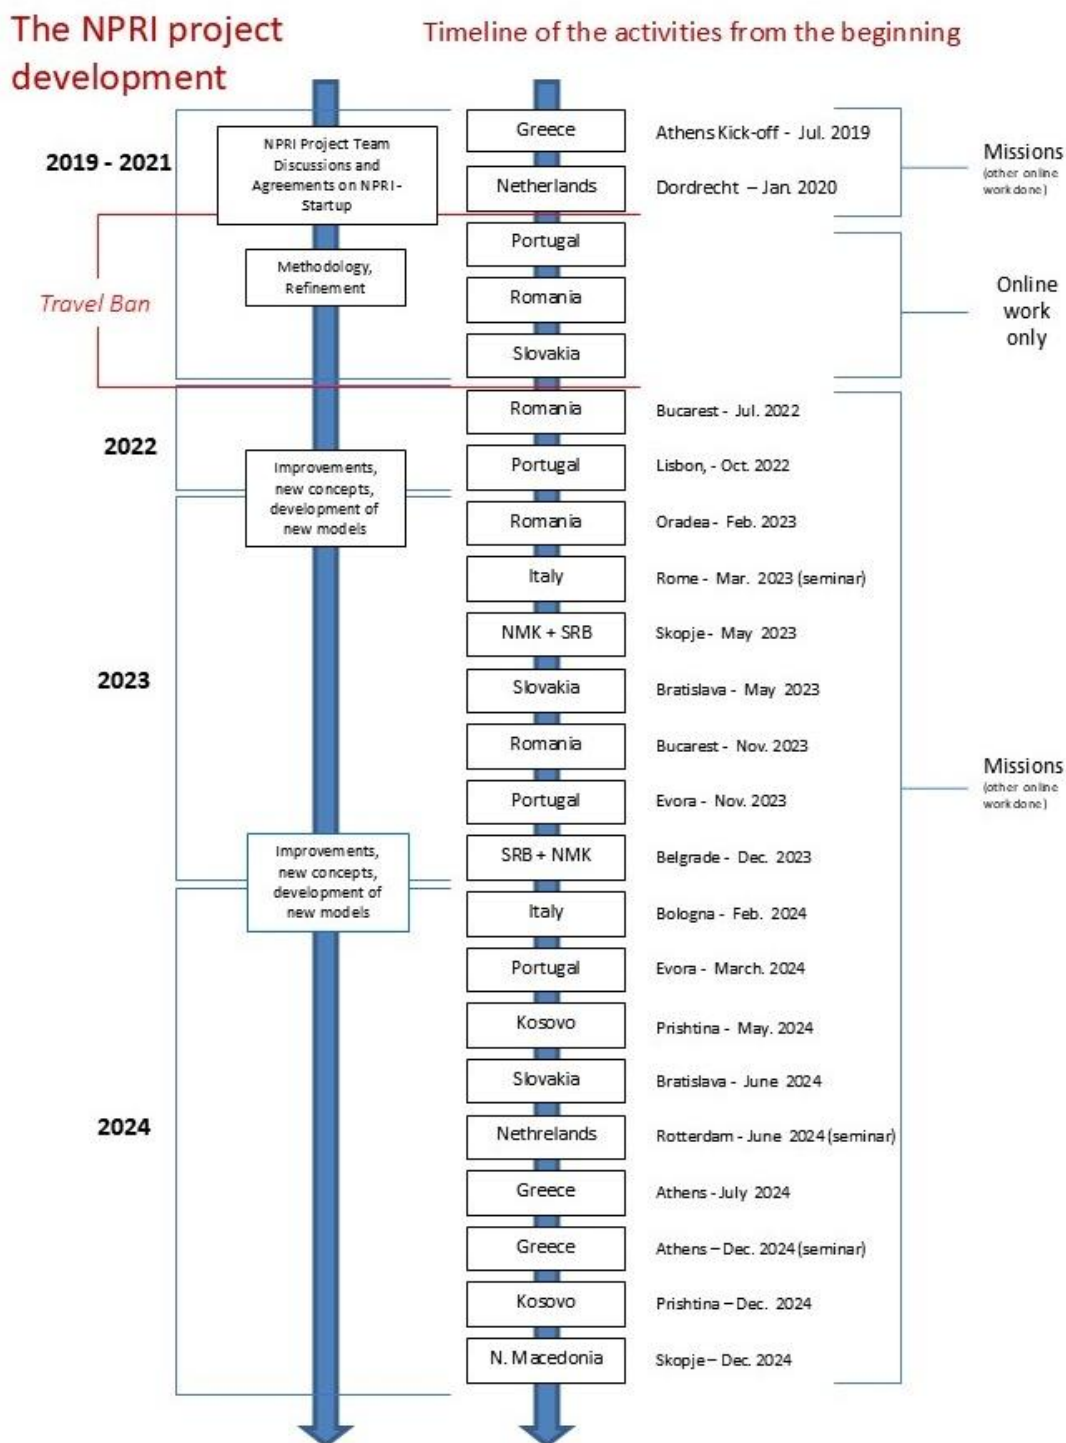 The NPRI project
development
Timeline of the activities from the beginning
2019 - 2021
NPRI Project Team
Discussions and
Agreements on NPRI -
Startup
Greece
Athens Kick-off - Jul. 2019
Netherlands
Dordrecht – Jan. 2020
Missions
(other online
work done)
Travel Ban
Methodology,
Refinement
Portugal
Romania
Slovakia
Online
work
only
2022
Romania
Bucarest - Jul. 2022
Portugal
Lisbon, - Oct. 2022
Improvements,
new concepts,
development of
new models
2023
Romania
Oradea - Feb. 2023
Italy
Rome - Mar. 2023 (seminar)
NMK + SRB
Skopje - May 2023
Slovakia
Bratislava - May 2023
Romania
Bucarest - Nov. 2023
Portugal
Evora - Nov. 2023
SRB + NMK
Belgrade - Dec. 2023
Missions
(other online
work done)
Improvements,
new concepts,
development of
new models
2024
Italy
Bologna - Feb. 2024
Portugal
Evora - March. 2024
Kosovo
Prishtina - May. 2024
Slovakia
Bratislava - June 2024
Nethrelands
Rotterdam - June 2024 (seminar)
Greece
Athens - July 2024
Greece
Athens – Dec. 2024 (seminar)
Kosovo
Prishtina – Dec. 2024
N. Macedonia
Skopje – Dec. 2024